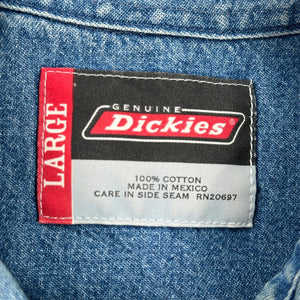 LARGE
GENUINE
Dickies®
100% COTTON
MADE IN MEXICO
CARE IN SIDE SEAM RN20697